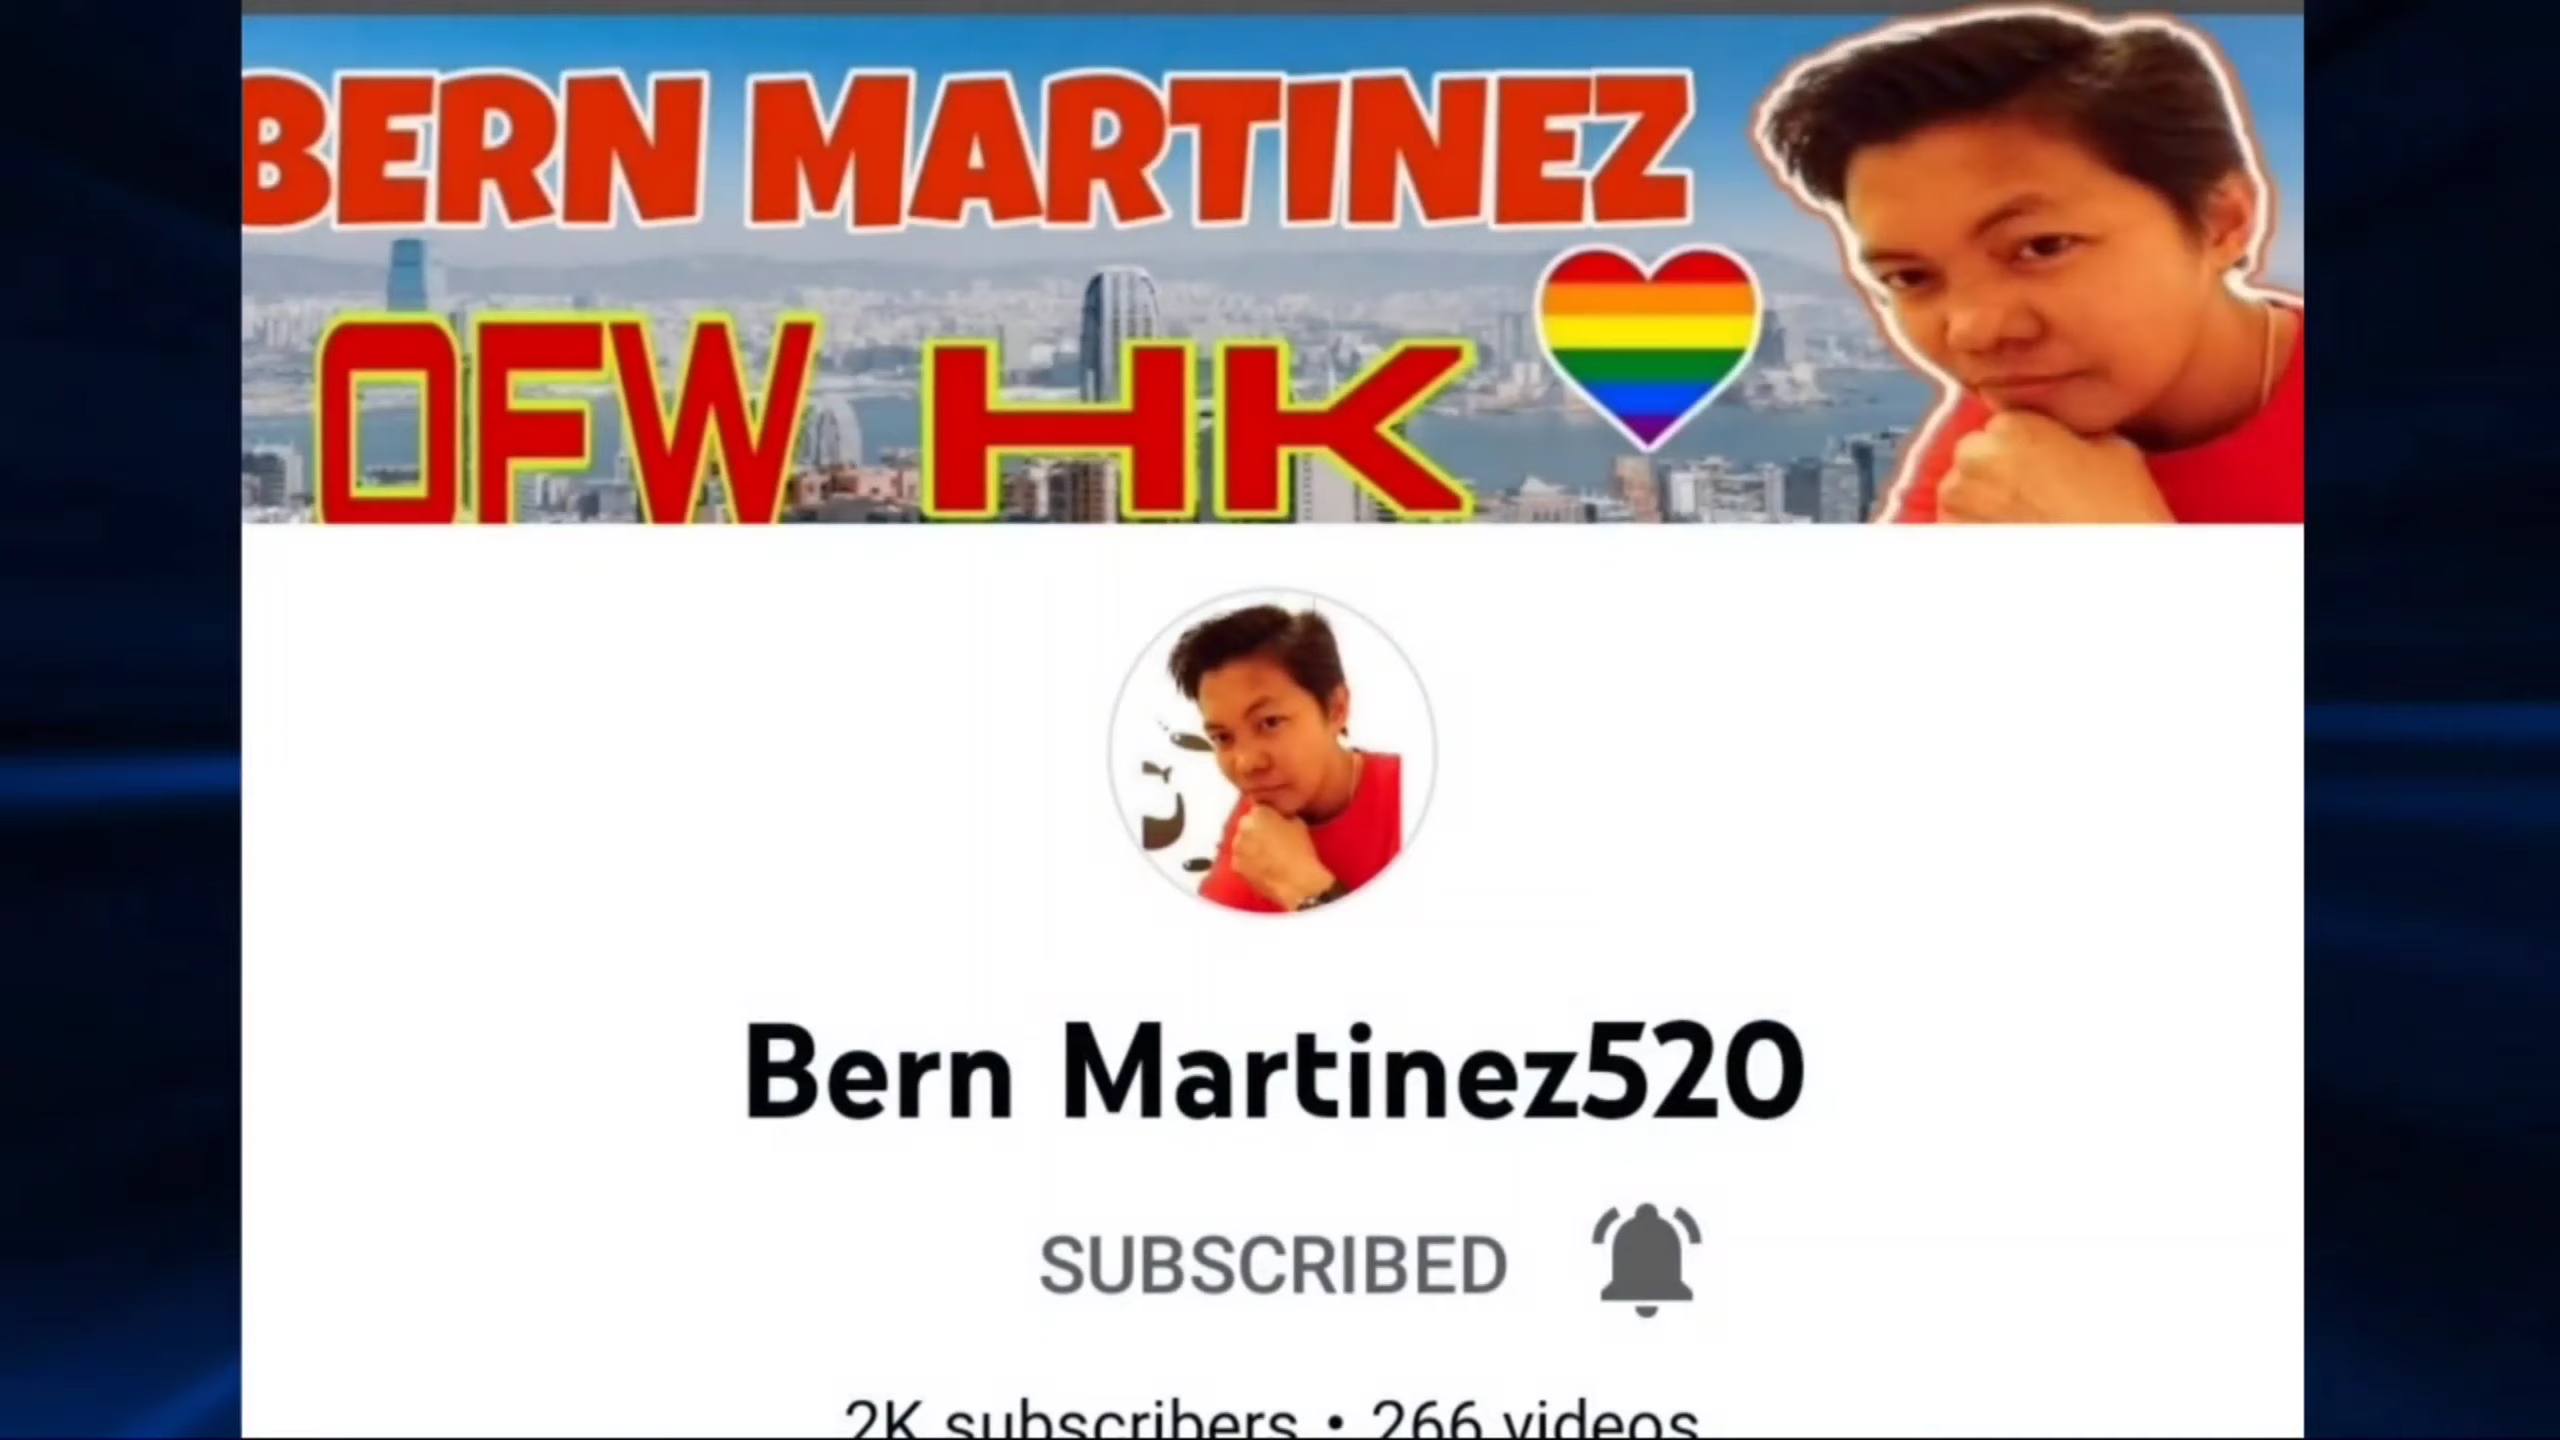 BERN MARTINEZ
OFW HK
Bern Martinez520
SUBSCRIBED
2K subscribers • 266 videos